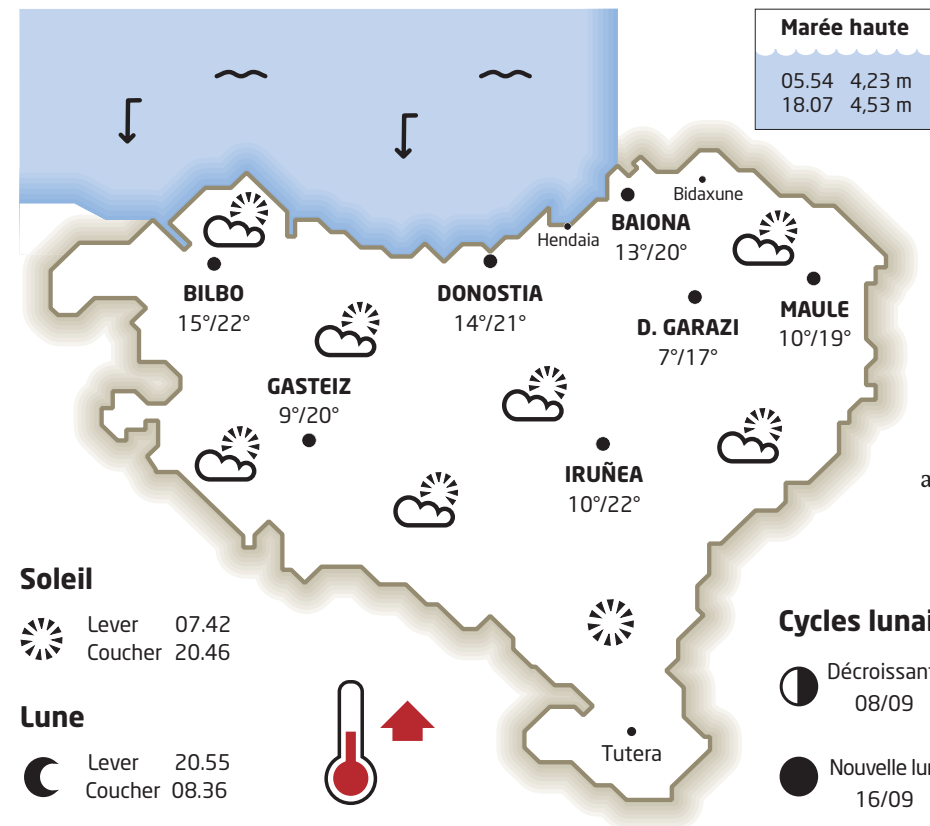 Marée haute
05.54 4,23 m
18.07 4,53 m
Bidaxune
BAIONA
13°/20°
Hendaia
BILBO
15°/22°
DONOSTIA
14°/21°
D. GARAZI
7°/17°
MAULE
10°/19°
GASTEIZ
9°/20°
IRUÑEA
10°/22°
a
Soleil
Lever 07.42
Coucher 20.46
Lune
Lever 20.55
Coucher 08.36
Tutera
Cycles lunai
Décroissant
08/09
Nouvelle lu
16/09